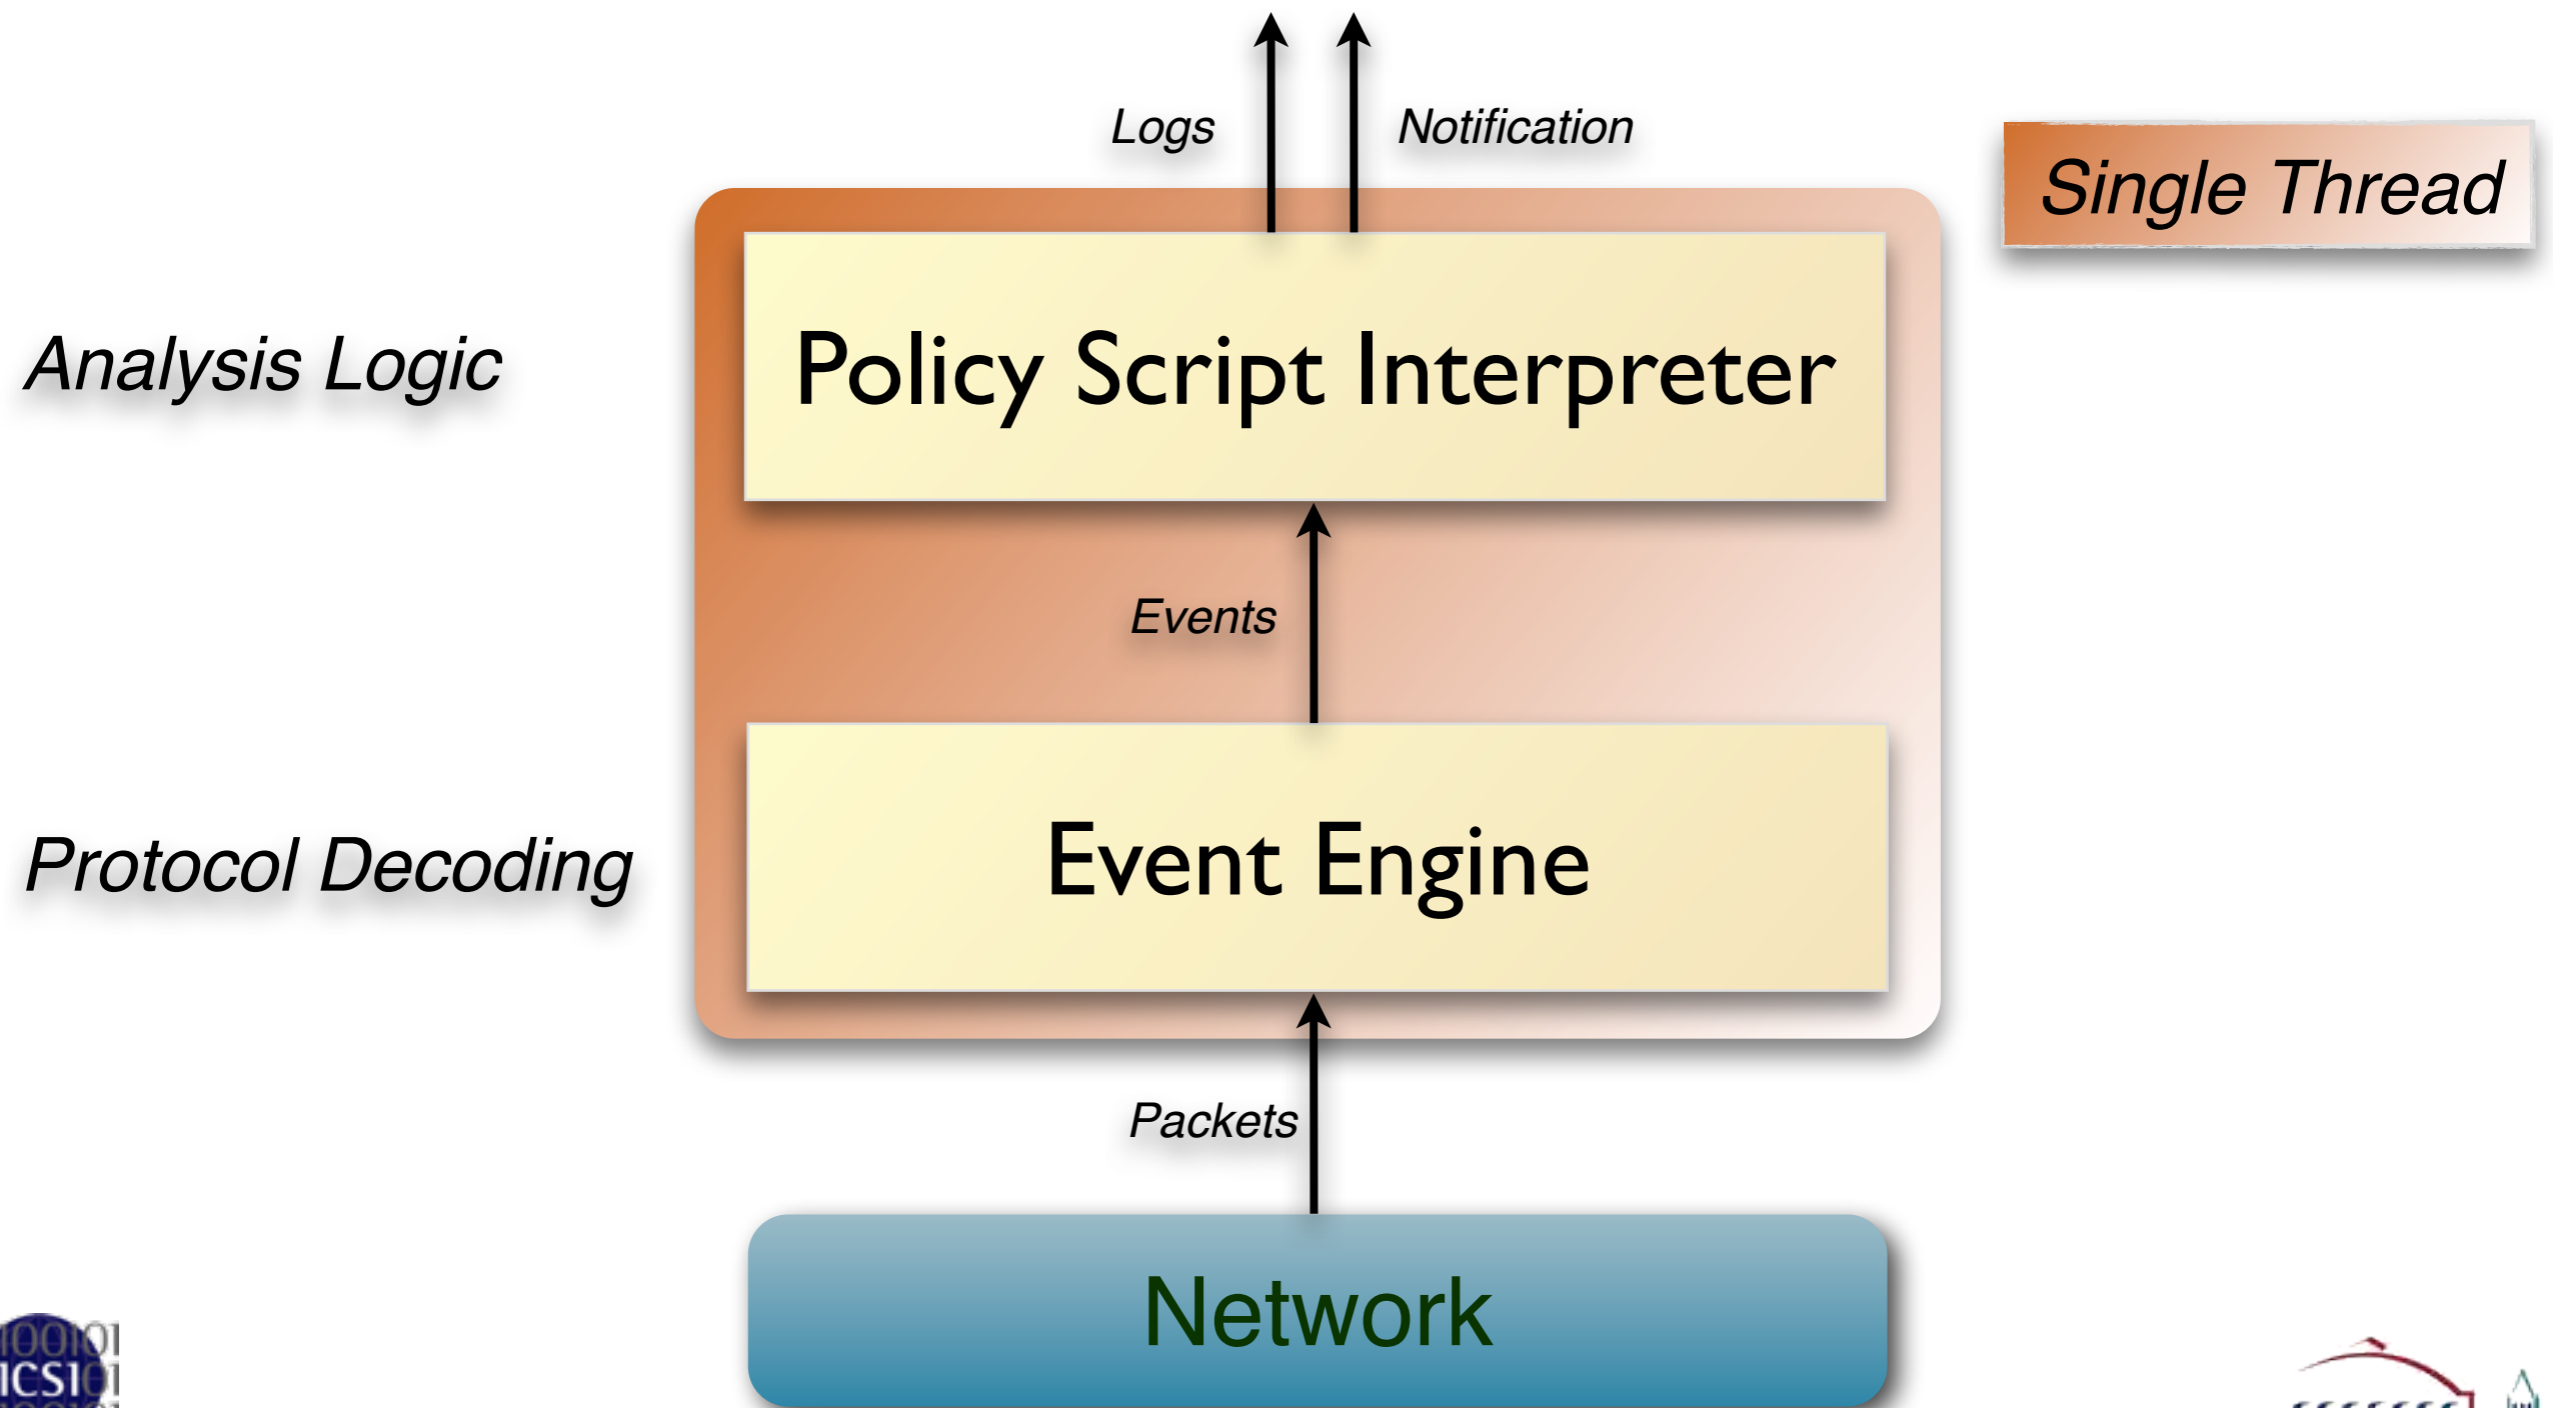 Logs
Notification
Single Thread
Analysis Logic
Policy Script Interpreter
Events
Protocol Decoding
Event Engine
Packets
Network
ICSI